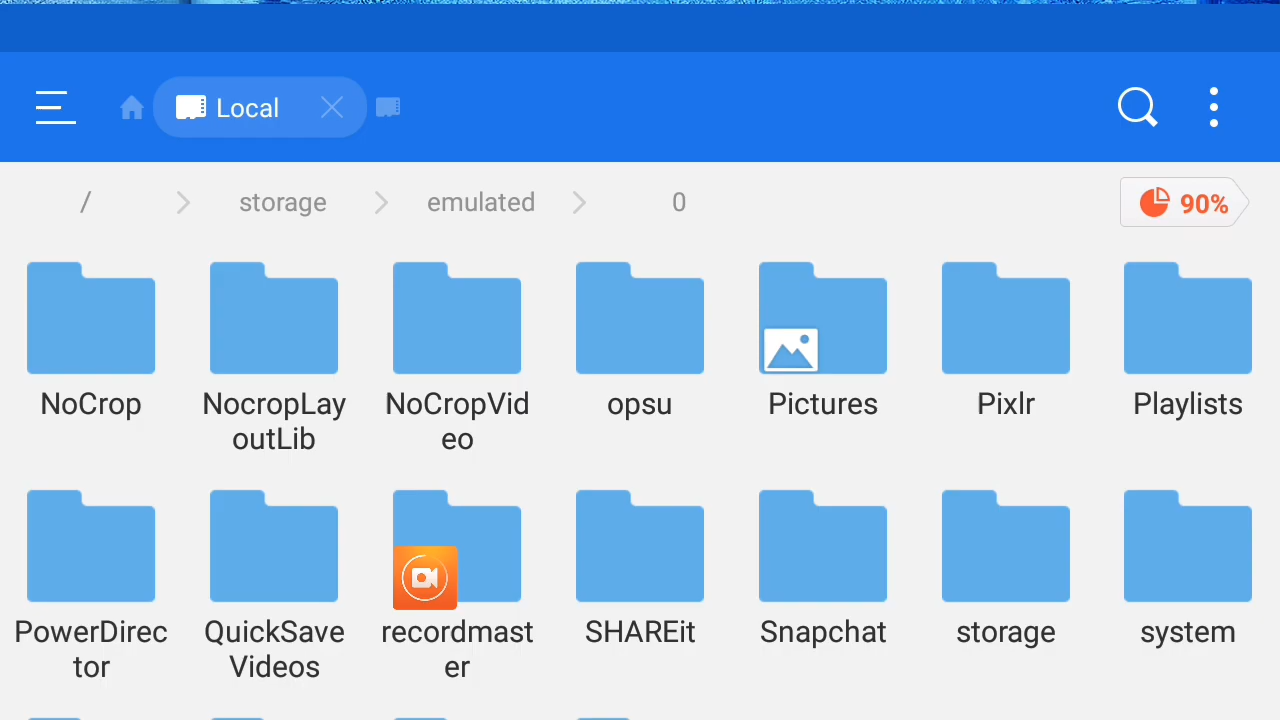 Local
/ storage emulated 0 90%
NoCrop NocropLay NoCropVid opsu Pictures Pixlr Playlists
outLib eo
PowerDirec QuickSave recordmast SHAREit Snapchat storage system
tor Videos er